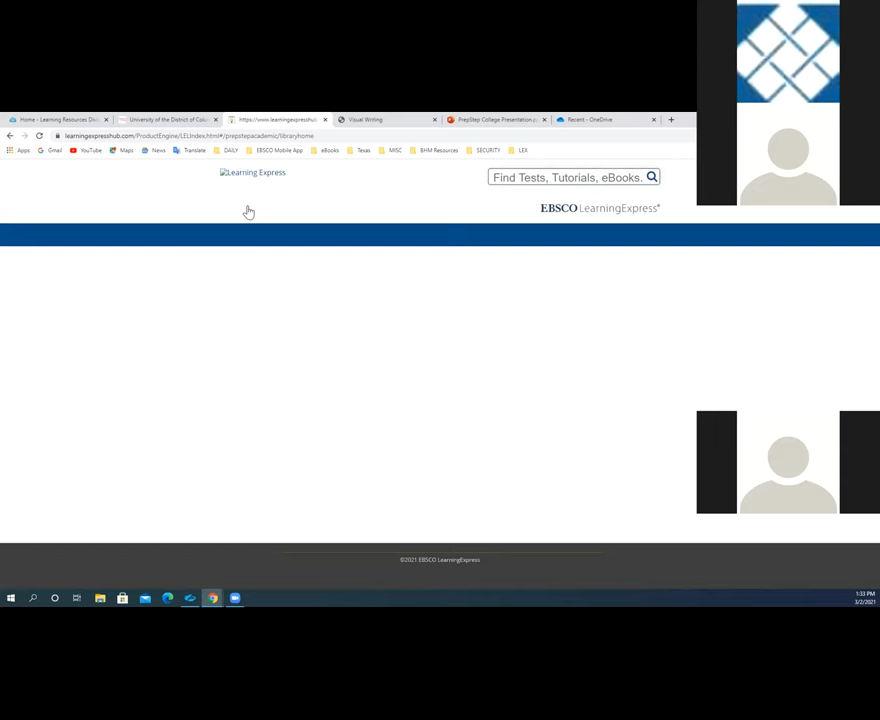 Home - Learning Resources Divi
University of the District of Colum
https://www.learningexpresshub
Visual Writing
PrepStep College Presentation.p
Recent - OneDrive
learningexpresshub.com/ProductEngine/LELIndex.html#/prepstepacademic/libraryhome
Apps Gmail YouTube Maps News Translate DAILY EBSCO Mobile App eBooks Texas MISC BHM Resources SECURITY LEX
Learning Express
Find Tests, Tutorials, eBooks.
EBSCO LearningExpress®
©2021 EBSCO LearningExpress
1:33 PM
3/2/2021